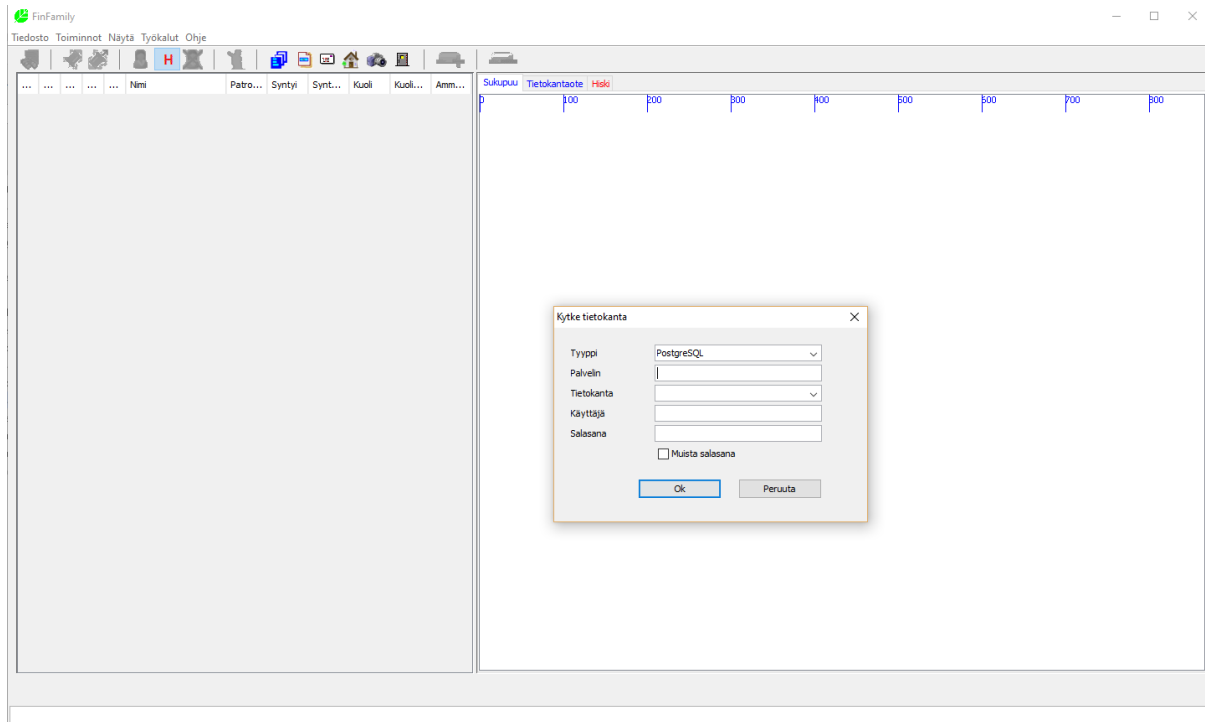 FinFamily
Tiedosto Toiminnot Näytä Työkalut Ohje
H
... ... ... ... ... Nimi Patro... Syntyi Synt... Kuoli Kuoli... Amm...
Sukupuu Tietokantaote Hiski
0 100 200 300 400 500 600 700 800
Kytke tietokanta
Tyyppi PostgreSQL
Palvelin
Tietokanta
Käyttäjä
Salasana
Muista salasana
Ok Peruuta